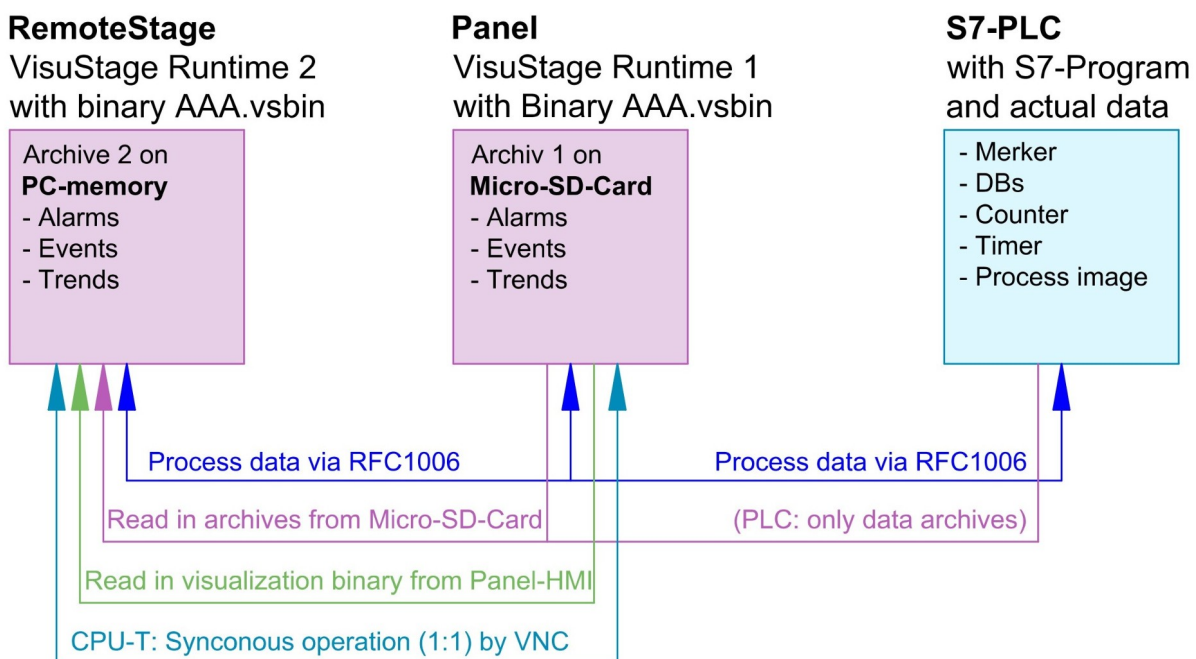 RemoteStage
VisuStage Runtime 2
with binary AAA.vsbin
Archive 2 on
PC-memory
- Alarms
- Events
- Trends
Panel
VisuStage Runtime 1
with Binary AAA.vsbin
Archiv 1 on
Micro-SD-Card
- Alarms
- Events
- Trends
S7-PLC
with S7-Program
and actual data
- Merker
- DBs
- Counter
- Timer
- Process image
Process data via RFC1006
Process data via RFC1006
Read in archives from Micro-SD-Card
(PLC: only data archives)
Read in visualization binary from Panel-HMI
CPU-T: Synconous operation (1:1) by VNC